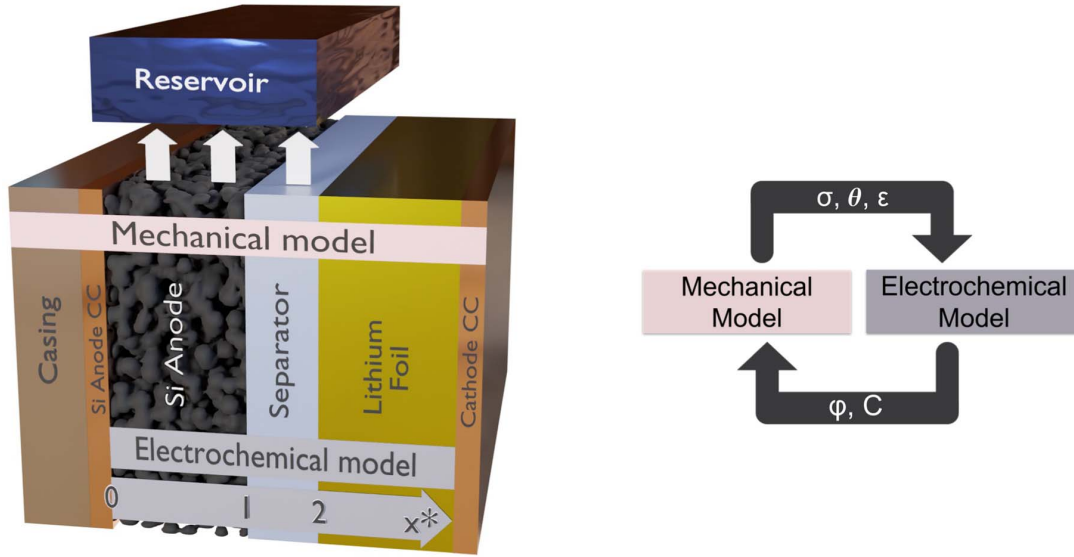 Reservoir
Mechanical model
Casing
Si Anode CC
Si Anode
Separator
Lithium
Foil
Cathode CC
Electrochemical model
0
1
2
x*
σ, θ, ε
Mechanical
Model
Electrochemical
Model
φ, C